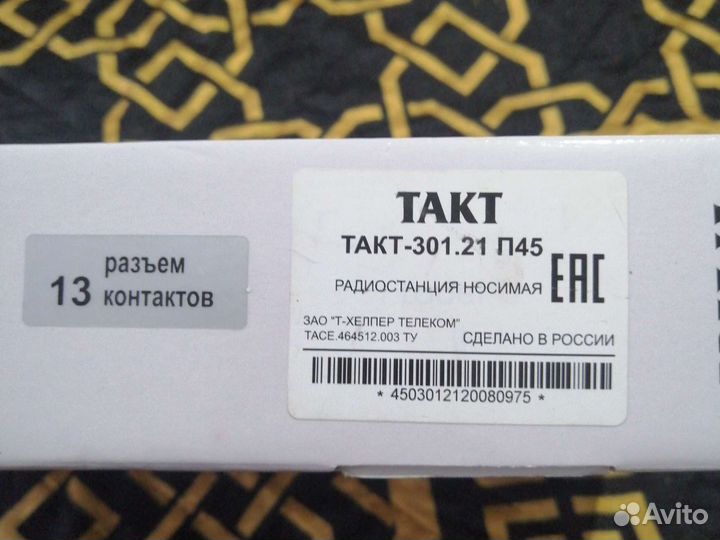 разъем
13 контактов
ТАКТ
ТАКТ-301.21 П45
РАДИОСТАНЦИЯ НОСИМАЯ
EAC
ЗАО "Т-ХЕЛПЕР ТЕЛЕКОМ"
ТАСЕ.464512.003 ТУ
СДЕЛАНО В РОССИИ
* 4503012120080975 *
Avito